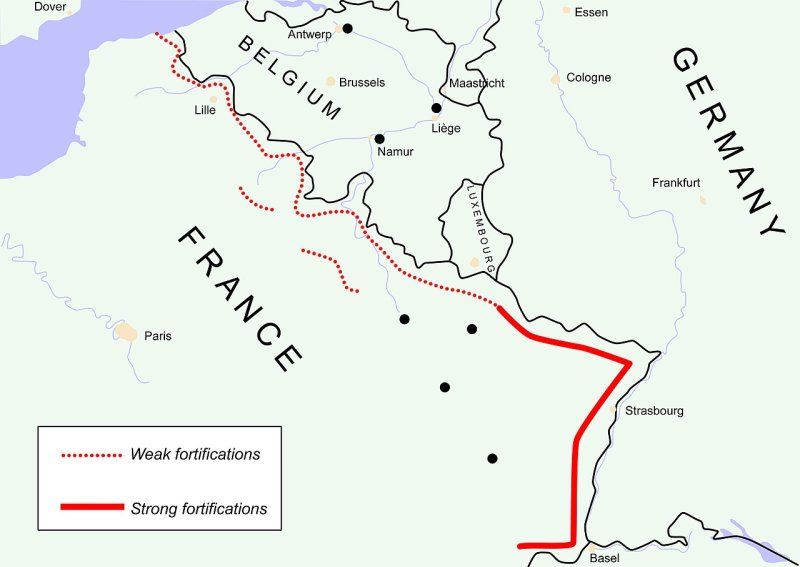 Dover
Essen
Antwerp
BELGIUM
Brussels
Maastricht
Cologne
GERMANY
Lille
Liège
Namur
Frankfurt
LUXEMBOURG
FRANCE
Paris
Strasbourg
Weak fortifications
Strong fortifications
Basel